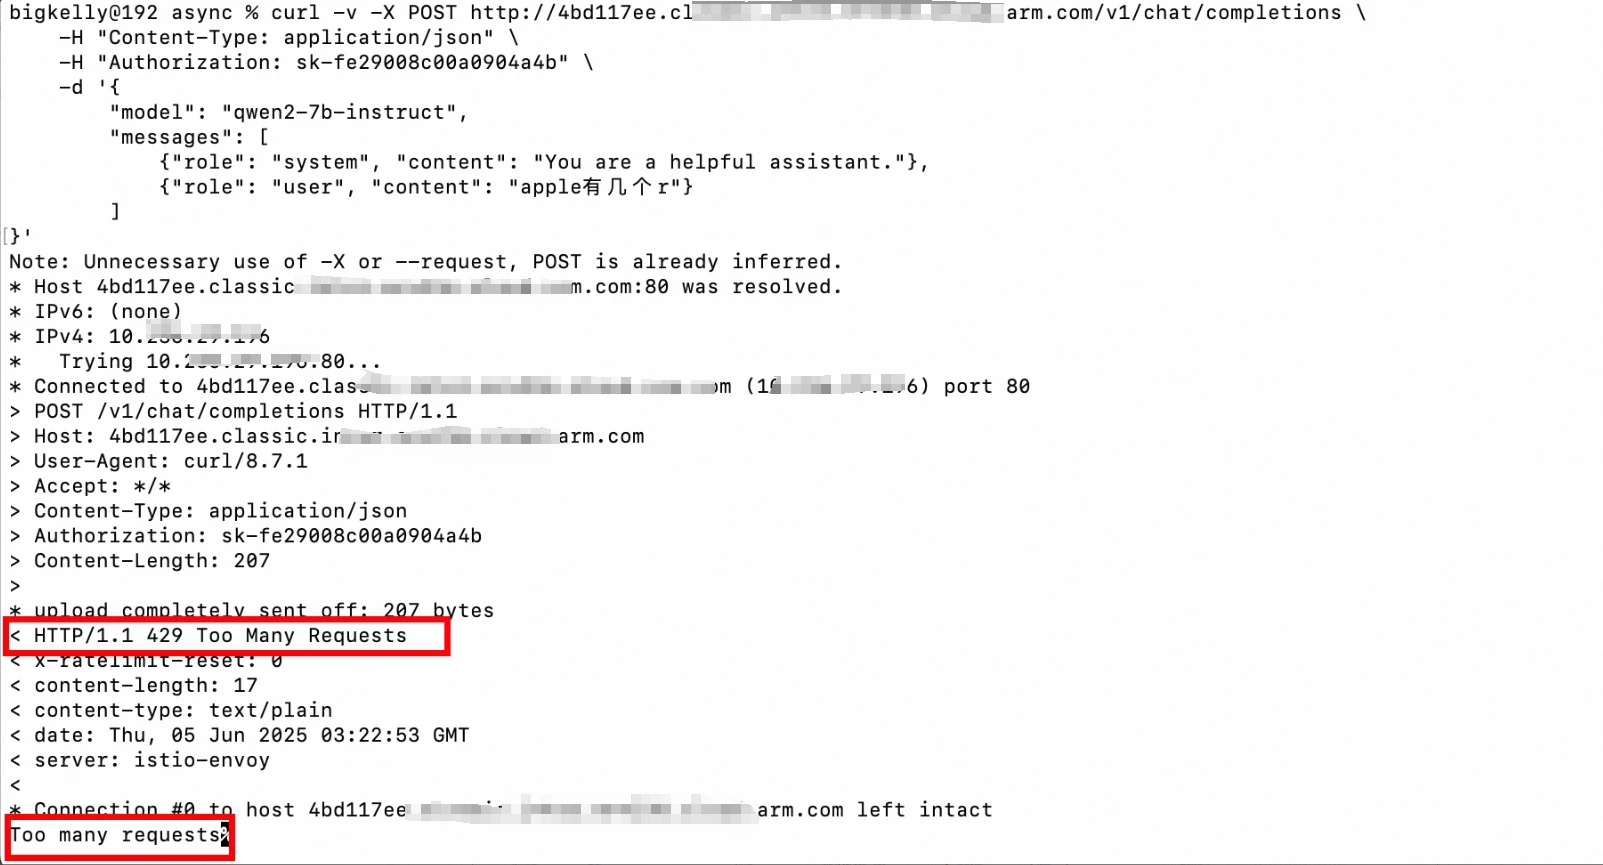 bigkelly@192 async % curl -v -X POST http://4bd117ee.cl arm.com/v1/chat/completions \
-H "Content-Type: application/json" \
-H "Authorization: sk-fe29008c00a0904a4b" \
-d '{
"model": "qwen2-7b-instruct",
"messages": [
{"role": "system", "content": "You are a helpful assistant."},
{"role": "user", "content": "apple有几个r"}
]
}'
Note: Unnecessary use of -X or --request, POST is already inferred.
* Host 4bd117ee.classic m.com:80 was resolved.
* IPv6: (none)
* IPv4: 10. 6
* Trying 10. 80...
* Connected to 4bd117ee.clas om (1 6) port 80
> POST /v1/chat/completions HTTP/1.1
> Host: 4bd117ee.classic.in arm.com
> User-Agent: curl/8.7.1
> Accept: */*
> Content-Type: application/json
> Authorization: sk-fe29008c00a0904a4b
> Content-Length: 207
>
* upload completely sent off: 207 bytes
< HTTP/1.1 429 Too Many Requests
< x-ratelimit-reset: 0
< content-length: 17
< content-type: text/plain
< date: Thu, 05 Jun 2025 03:22:53 GMT
< server: istio-envoy
<
* Connection #0 to host 4bd117ee arm.com left intact
Too many requests%